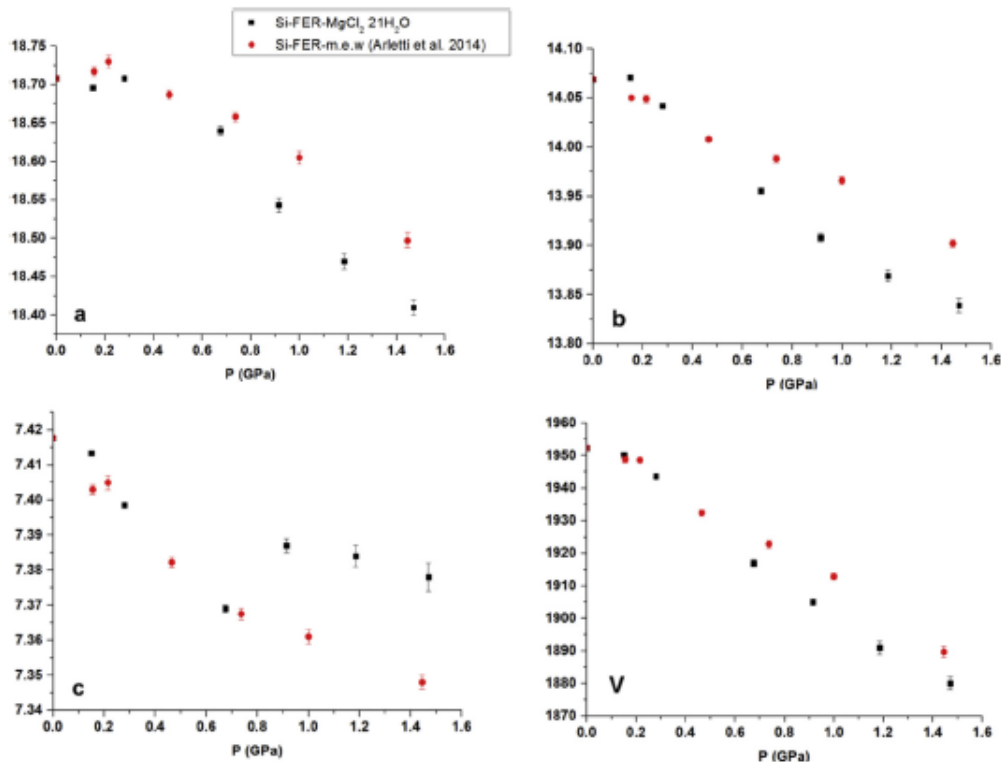 Si-FER-MgCl₂ 21H₂O
Si-FER-m.e.w (Arletti et al. 2014)
18.75
18.70
18.65
18.60
18.55
18.50
18.45
18.40
a
0.0 0.2 0.4 0.6 0.8 1.0 1.2 1.4 1.6
P (GPa)
14.10
14.05
14.00
13.95
13.90
13.85
13.80
b
0.0 0.2 0.4 0.6 0.8 1.0 1.2 1.4 1.6
P (GPa)
7.42
7.41
7.40
7.39
7.38
7.37
7.36
7.35
7.34
c
0.0 0.2 0.4 0.6 0.8 1.0 1.2 1.4 1.6
P (GPa)
1960
1950
1940
1930
1920
1910
1900
1890
1880
1870
V
0.0 0.2 0.4 0.6 0.8 1.0 1.2 1.4 1.6
P (GPa)